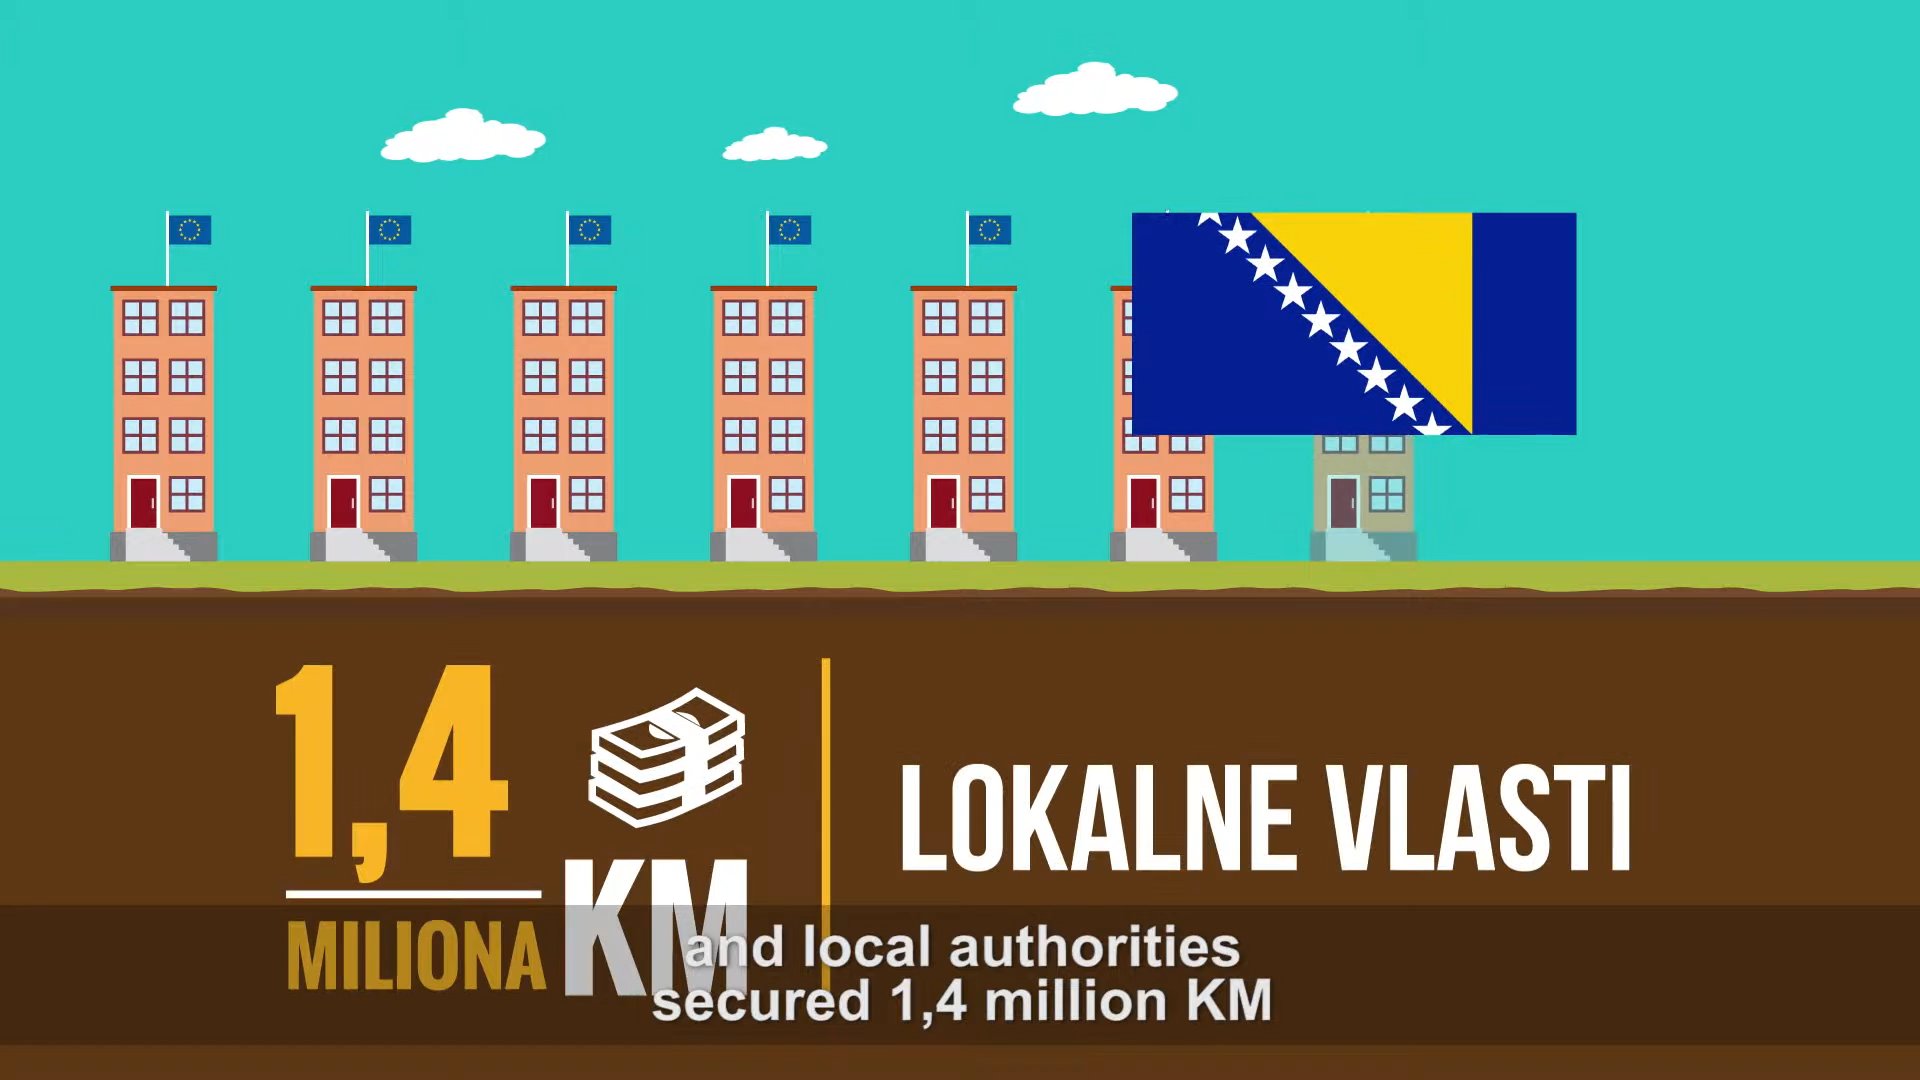 1,4
MILIONA
KM
LOKALNE VLASTI
and local authorities
secured 1,4 million KM